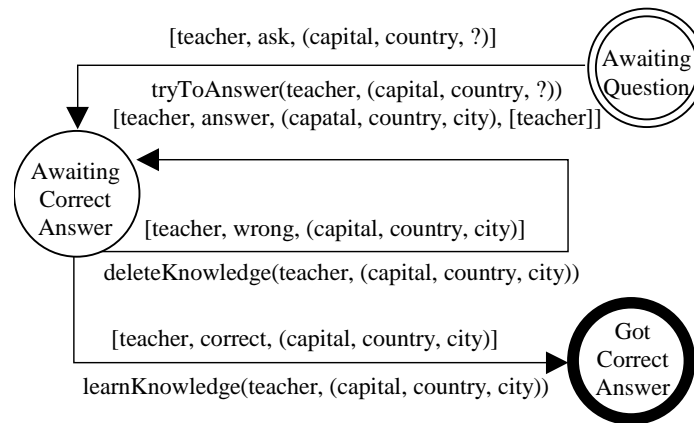 [teacher, ask, (capital, country, ?)]
Awaiting
Question
tryToAnswer(teacher, (capital, country, ?))
[teacher, answer, (capatal, country, city), [teacher]]
Awaiting
Correct
Answer
[teacher, wrong, (capital, country, city)]
deleteKnowledge(teacher, (capital, country, city))
[teacher, correct, (capital, country, city)]
learnKnowledge(teacher, (capital, country, city))
Got
Correct
Answer